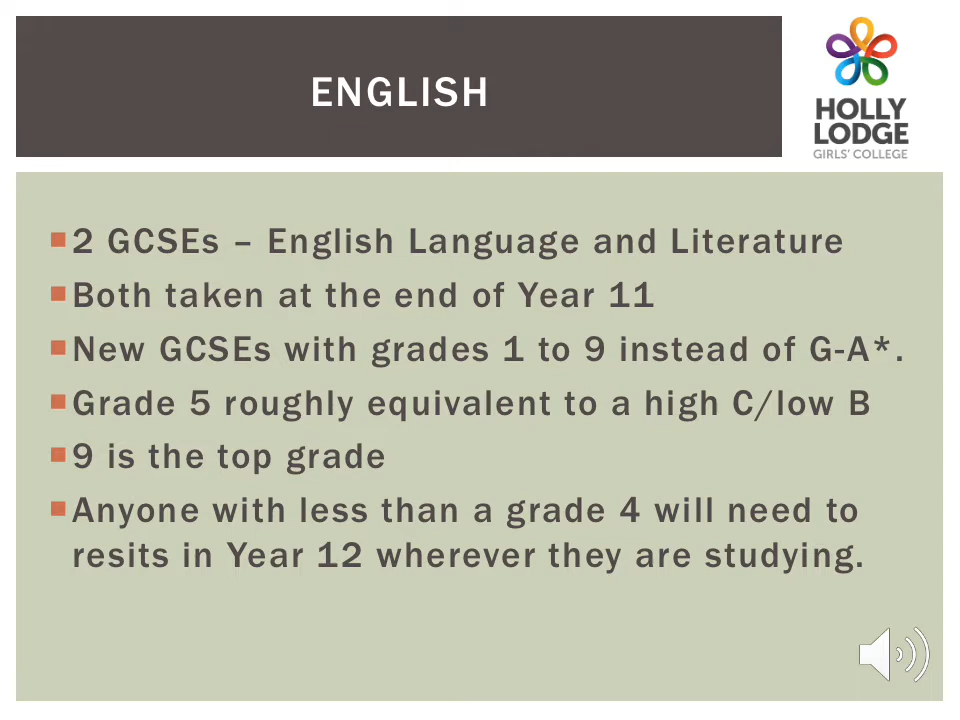 ENGLISH
HOLLY
LODGE
GIRLS' COLLEGE
2 GCSEs – English Language and Literature
Both taken at the end of Year 11
New GCSEs with grades 1 to 9 instead of G-A*.
Grade 5 roughly equivalent to a high C/low B
9 is the top grade
Anyone with less than a grade 4 will need to
resits in Year 12 wherever they are studying.